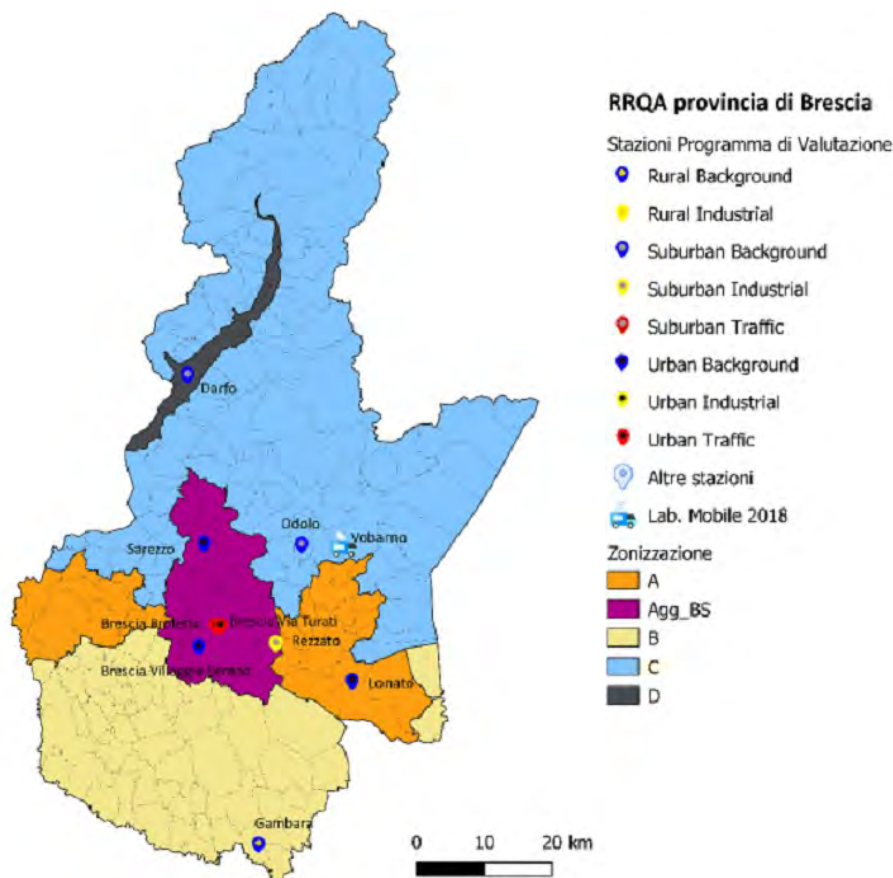 RRQA provincia di Brescia
Stazioni Programma di Valutazione
Rural Background
Rural Industrial
Suburban Background
Suburban Industrial
Suburban Traffic
Urban Background
Urban Industrial
Urban Traffic
Altre stazioni
Lab. Mobile 2018
Zonizzazione
A
Agg_BS
B
C
D
Darfo
Odolo
Vobarno
Sarezzo
Brescia Broletto
Brescia Via Turati
Rezzato
Brescia Villaggio Sereno
Lonato
Gambara
0 10 20 km